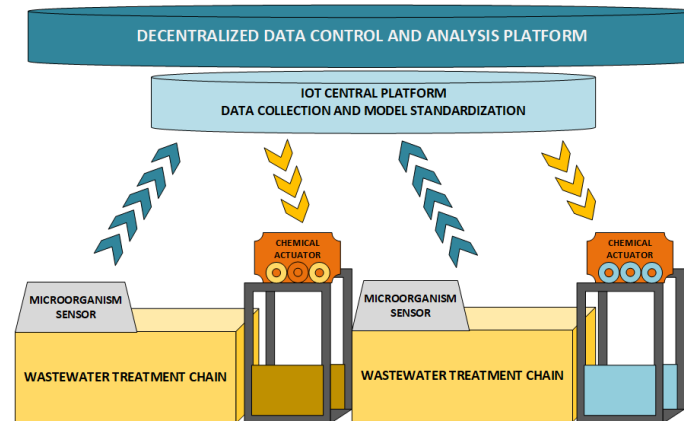 DECENTRALIZED DATA CONTROL AND ANALYSIS PLATFORM
IOT CENTRAL PLATFORM
DATA COLLECTION AND MODEL STANDARDIZATION
CHEMICAL
ACTUATOR
CHEMICAL
ACTUATOR
MICROORGANISM
SENSOR
MICROORGANISM
SENSOR
WASTEWATER TREATMENT CHAIN
WASTEWATER TREATMENT CHAIN